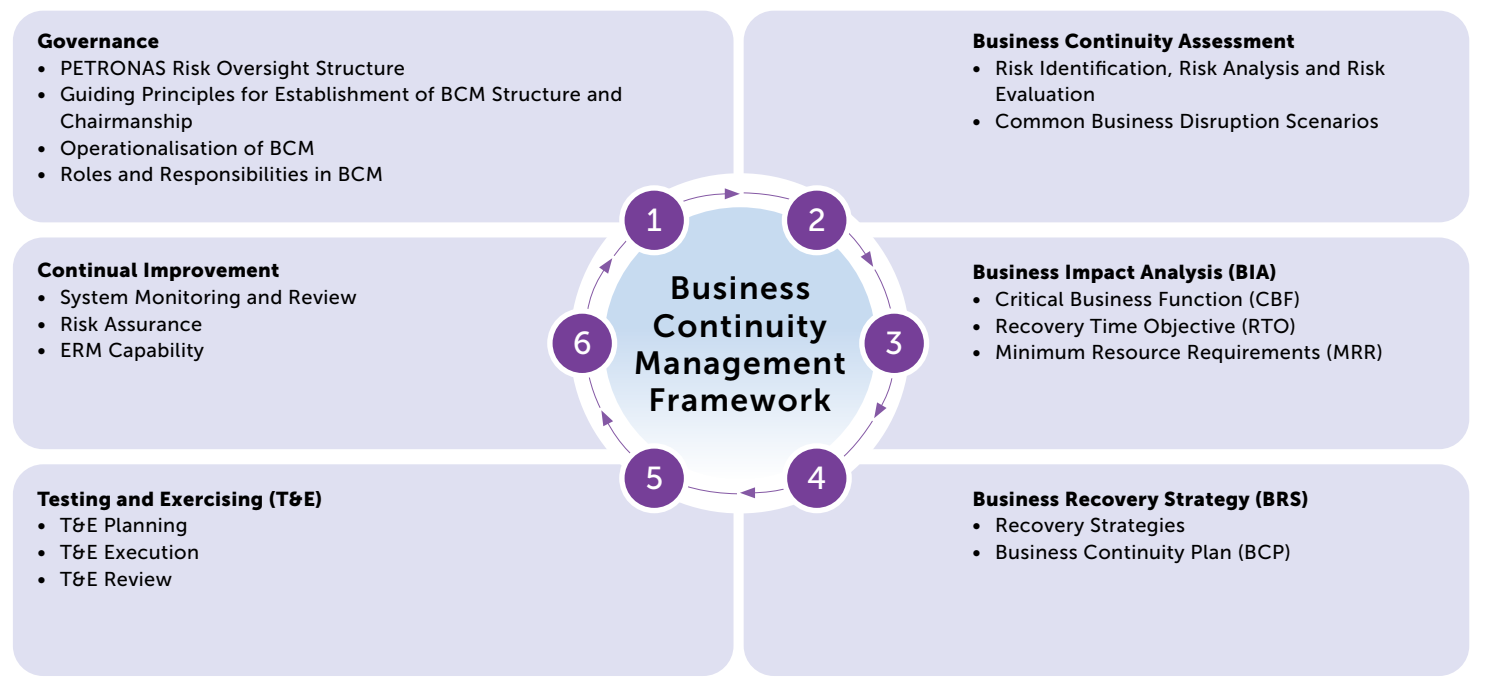 Governance
• PETRONAS Risk Oversight Structure
• Guiding Principles for Establishment of BCM Structure and
Chairmanship
• Operationalisation of BCM
• Roles and Responsibilities in BCM
1
Business Continuity Assessment
• Risk Identification, Risk Analysis and Risk
Evaluation
• Common Business Disruption Scenarios
2
Business Impact Analysis (BIA)
• Critical Business Function (CBF)
• Recovery Time Objective (RTO)
• Minimum Resource Requirements (MRR)
3
Business Recovery Strategy (BRS)
• Recovery Strategies
• Business Continuity Plan (BCP)
4
Testing and Exercising (T&E)
• T&E Planning
• T&E Execution
• T&E Review
5
Continual Improvement
• System Monitoring and Review
• Risk Assurance
• ERM Capability
6
Business
Continuity
Management
Framework